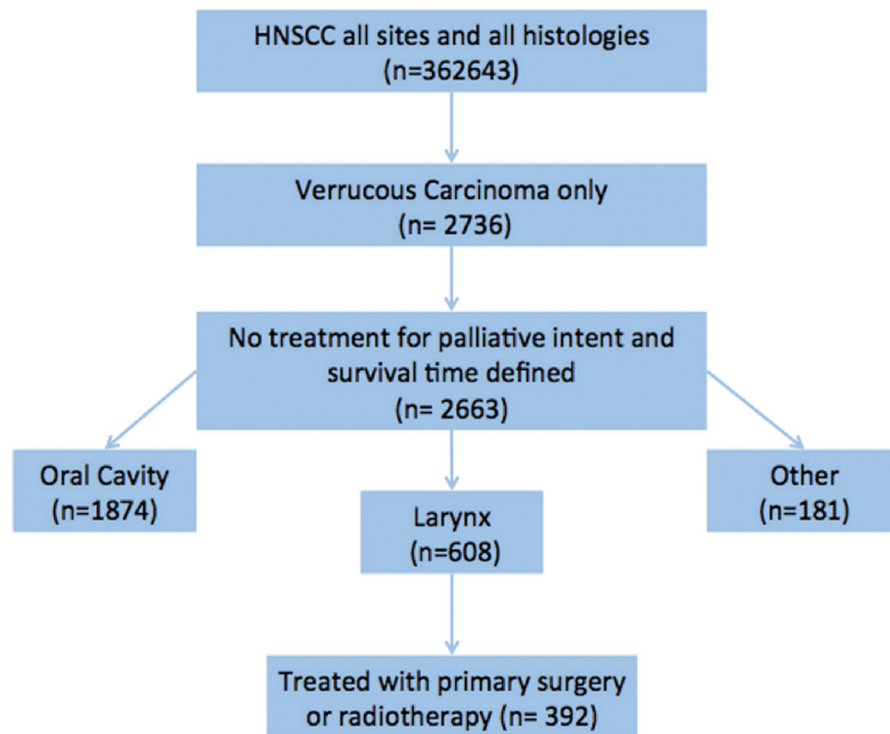 HNSCC all sites and all histologies
(n=362643)
Verrucous Carcinoma only
(n= 2736)
No treatment for palliative intent and
survival time defined
(n= 2663)
Oral Cavity
(n=1874)
Larynx
(n=608)
Other
(n=181)
Treated with primary surgery
or radiotherapy (n= 392)